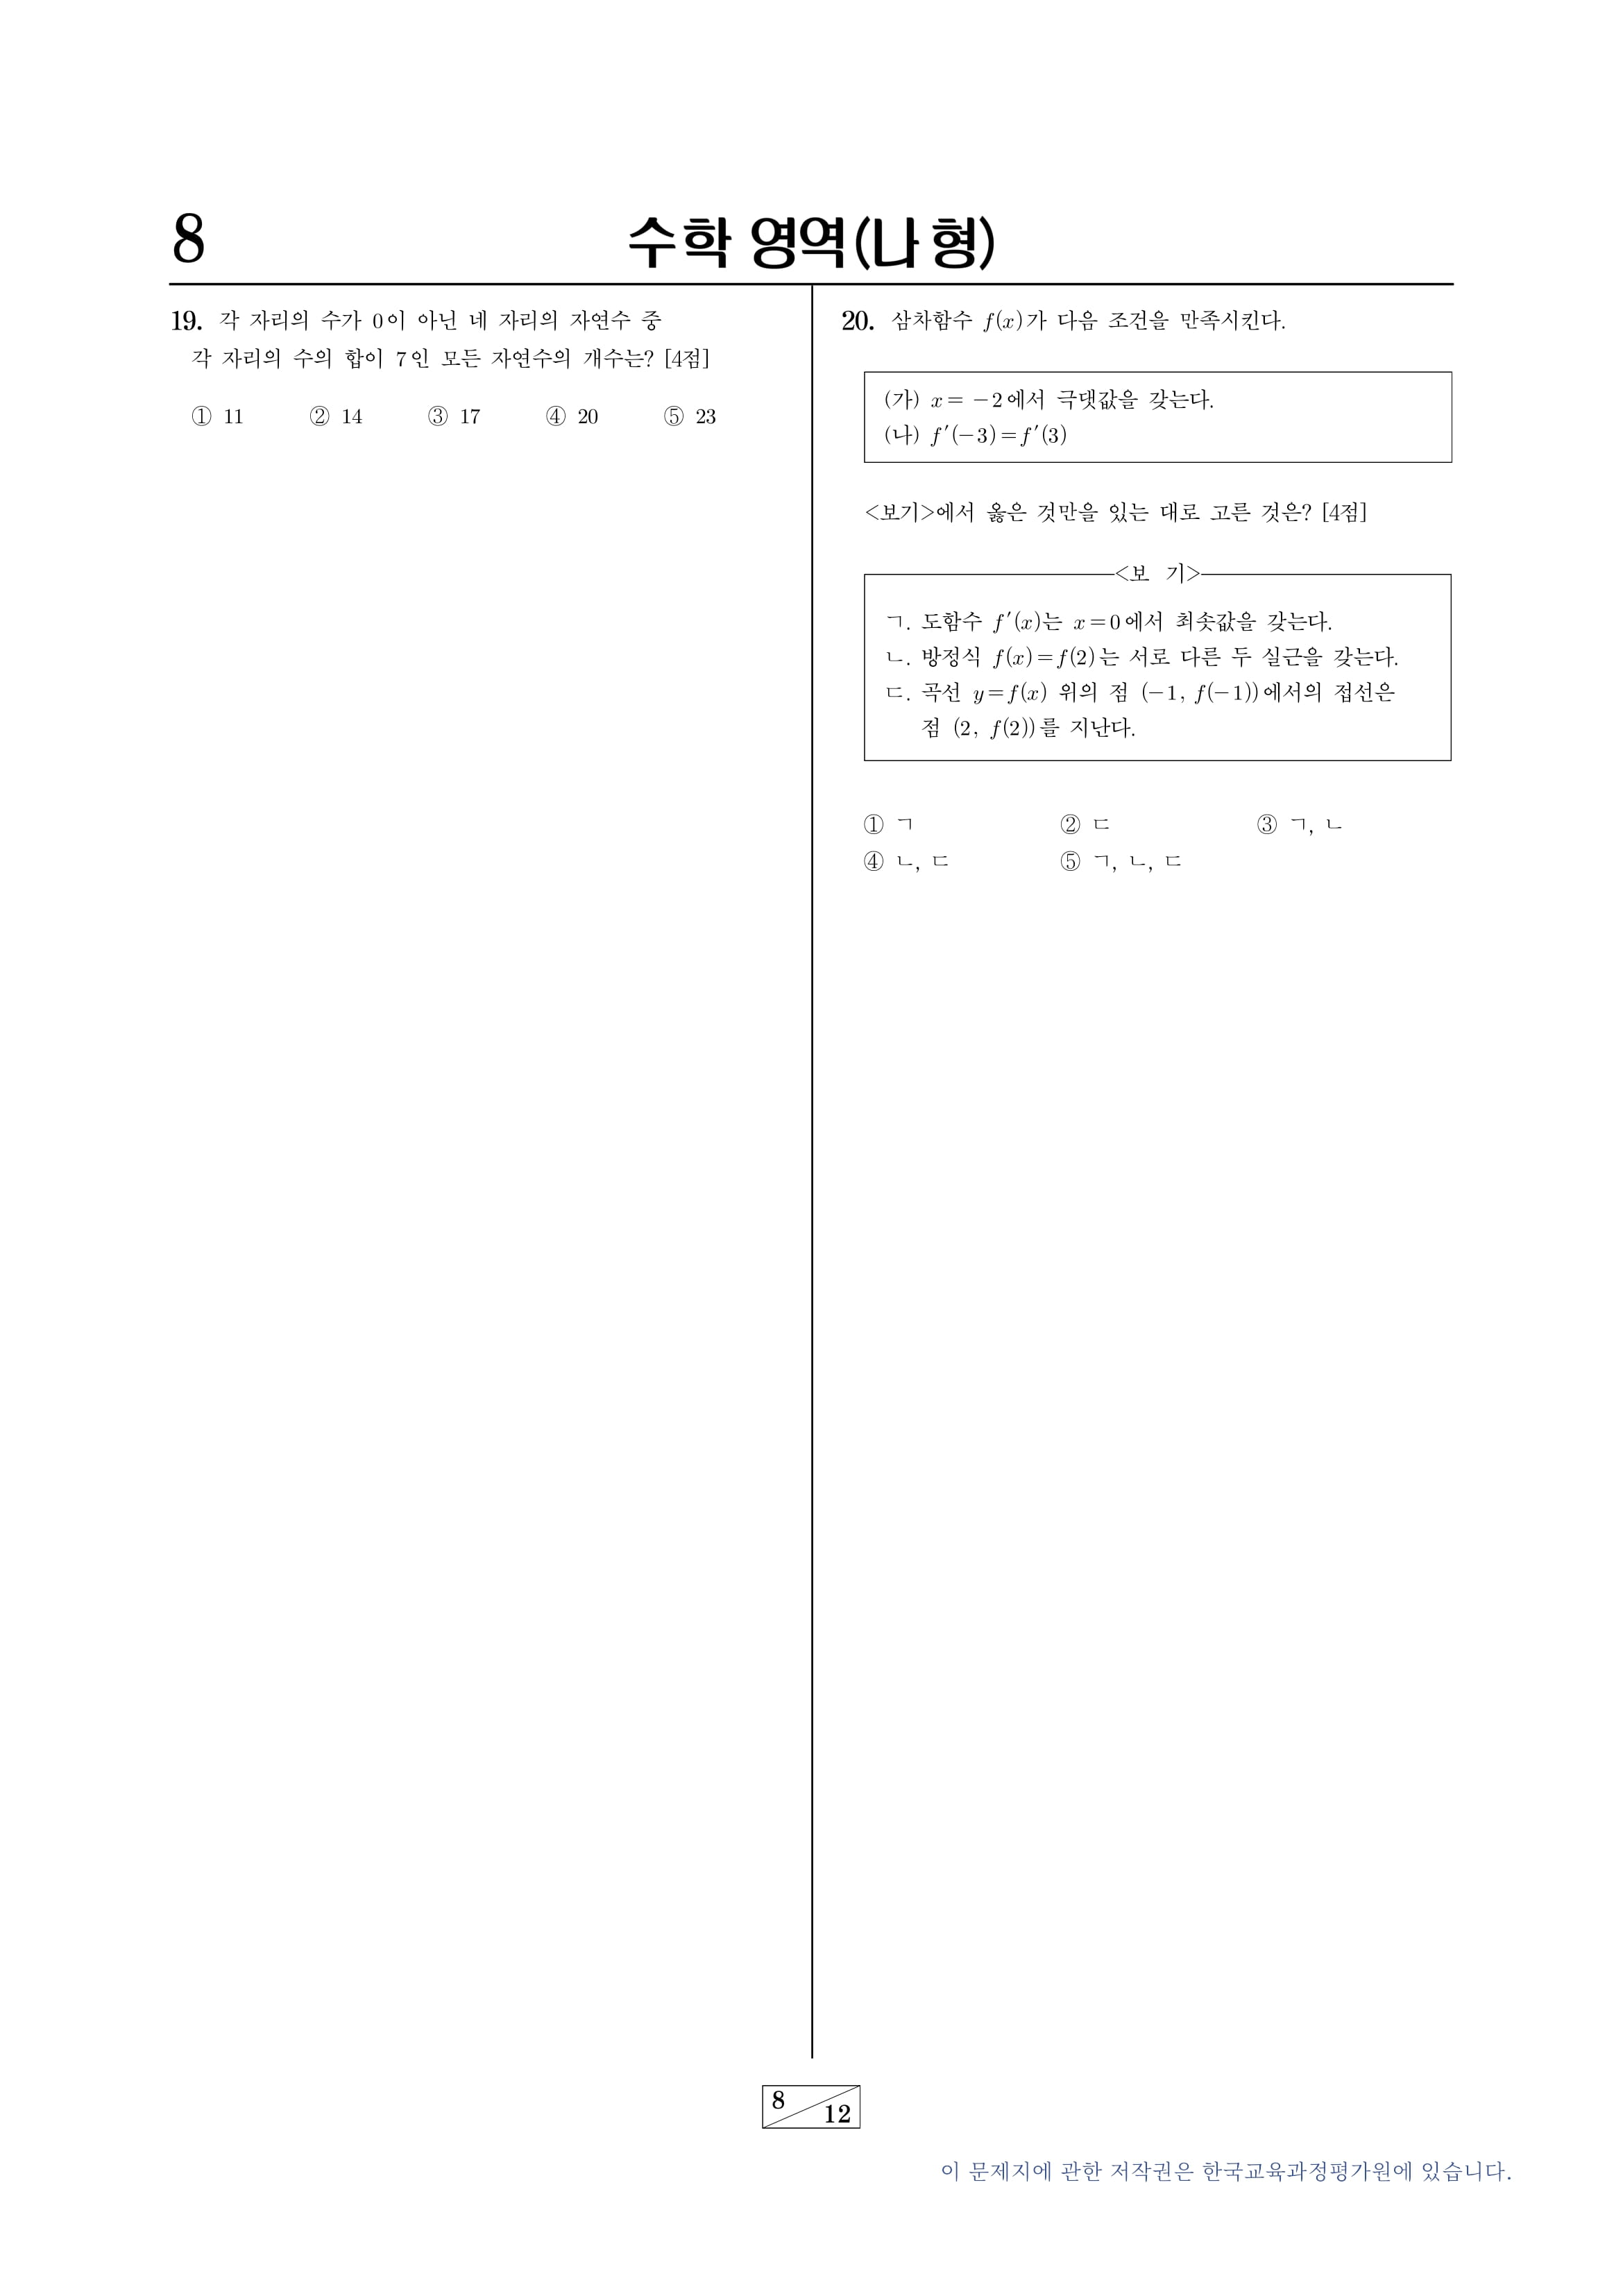 8
수학 영역(나형)
19. 각 자리의 수가 0이 아닌 네 자리의 자연수 중
각 자리의 수의 합이 7인 모든 자연수의 개수는? [4점]
① 11 ② 14 ③ 17 ④ 20 ⑤ 23
20. 삼차함수 f(x)가 다음 조건을 만족시킨다.
(가) x = −2에서 극댓값을 갖는다.
(나) f′(−3)=f′(3)
<보기>에서 옳은 것만을 있는 대로 고른 것은? [4점]
<보 기>
ㄱ. 도함수 f′(x)는 x=0에서 최솟값을 갖는다.
ㄴ. 방정식 f(x)=f(2)는 서로 다른 두 실근을 갖는다.
ㄷ. 곡선 y=f(x) 위의 점 (−1, f(−1))에서의 접선은
점 (2, f(2))를 지난다.
① ㄱ ② ㄷ ③ ㄱ, ㄴ
④ ㄴ, ㄷ ⑤ ㄱ, ㄴ, ㄷ
8
12
이 문제지에 관한 저작권은 한국교육과정평가원에 있습니다.